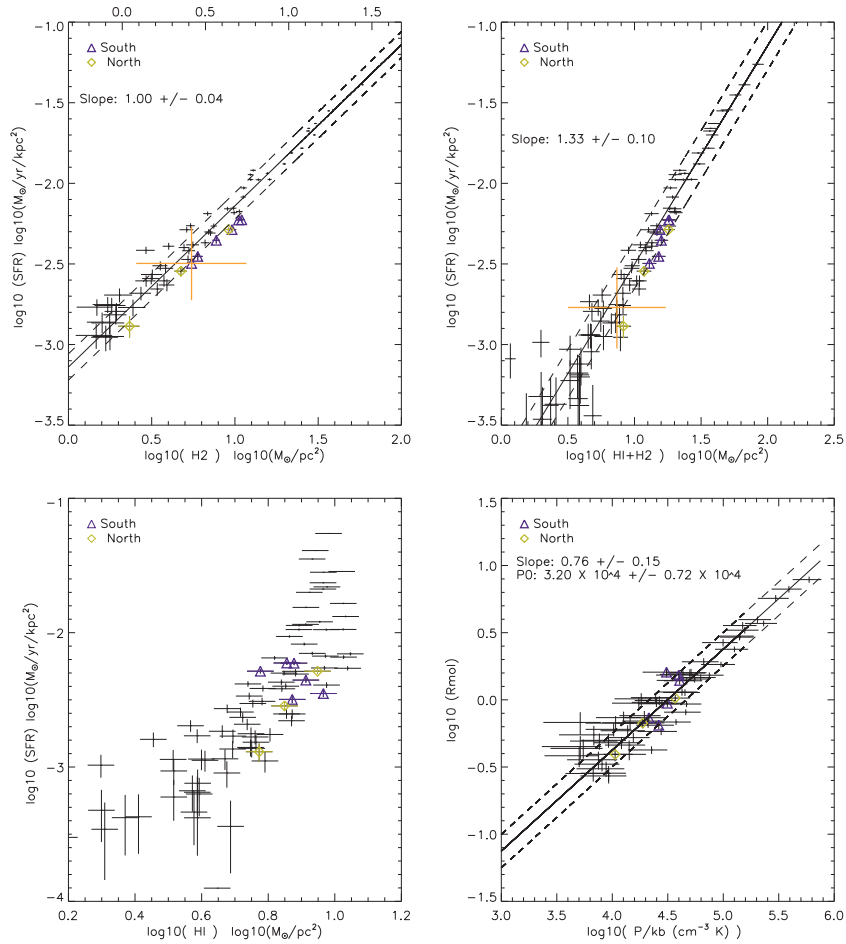 0.0 0.5 1.0 1.5
-1.0
-1.5
-2.0
-2.5
-3.0
-3.5
log10 (SFR) log10(M⊙/yr/kpc²)
South
North
Slope: 1.00 +/- 0.04
0.0 0.5 1.0 1.5 2.0
log10( H2 ) log10(M⊙/pc²)
-1.0
-1.5
-2.0
-2.5
-3.0
-3.5
log10 (SFR) log10(M⊙/yr/kpc²)
South
North
Slope: 1.33 +/- 0.10
0.0 0.5 1.0 1.5 2.0 2.5
log10( HI+H2 ) log10(M⊙/pc²)
-1
-2
-3
-4
log10 (SFR) log10(M⊙/yr/kpc²)
South
North
0.2 0.4 0.6 0.8 1.0 1.2
log10( HI ) log10(M⊙/pc²)
1.5
1.0
0.5
0.0
-0.5
-1.0
-1.5
log10 (Rmol)
South
North
Slope: 0.76 +/- 0.15
P0: 3.20 X 10^4 +/- 0.72 X 10^4
3.0 3.5 4.0 4.5 5.0 5.5 6.0
log10( P/kb (cm⁻³ K)